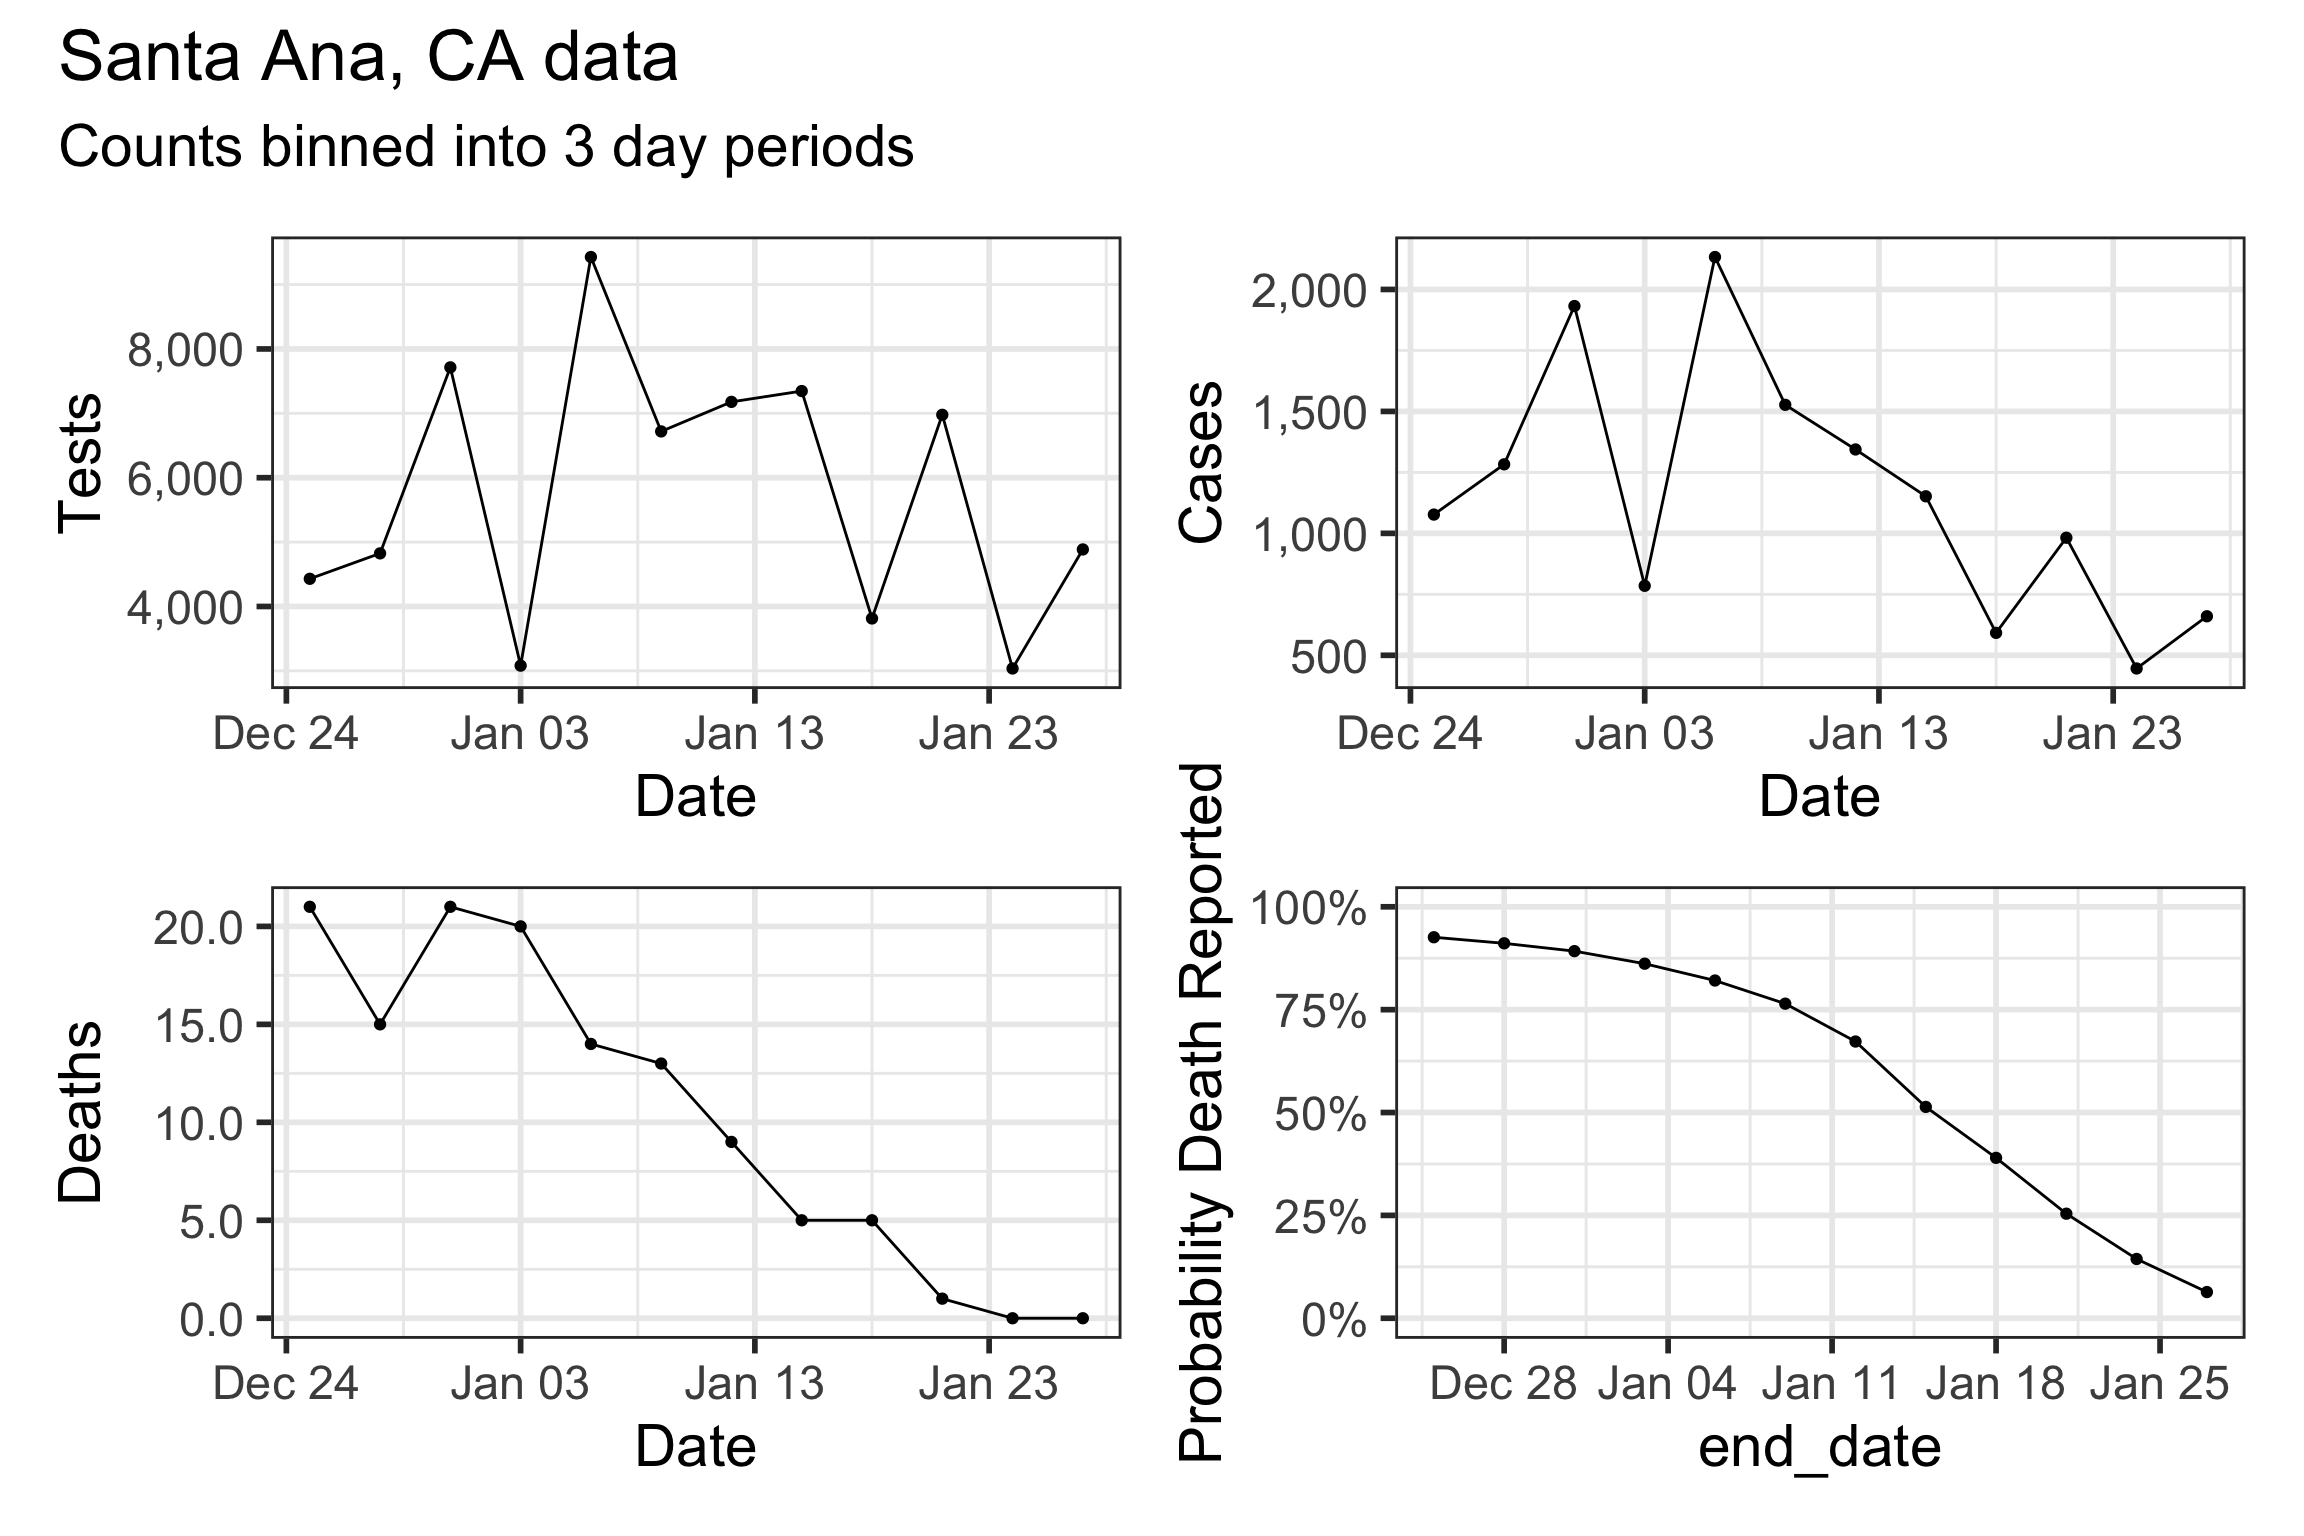 Santa Ana, CA data
Counts binned into 3 day periods
Tests
8,000
6,000
4,000
Dec 24 Jan 03 Jan 13 Jan 23
Date
Cases
2,000
1,500
1,000
500
Dec 24 Jan 03 Jan 13 Jan 23
Date
Deaths
20.0
15.0
10.0
5.0
0.0
Dec 24 Jan 03 Jan 13 Jan 23
Date
Probability Death Reported
100%
75%
50%
25%
0%
Dec 28 Jan 04 Jan 11 Jan 18 Jan 25
end_date